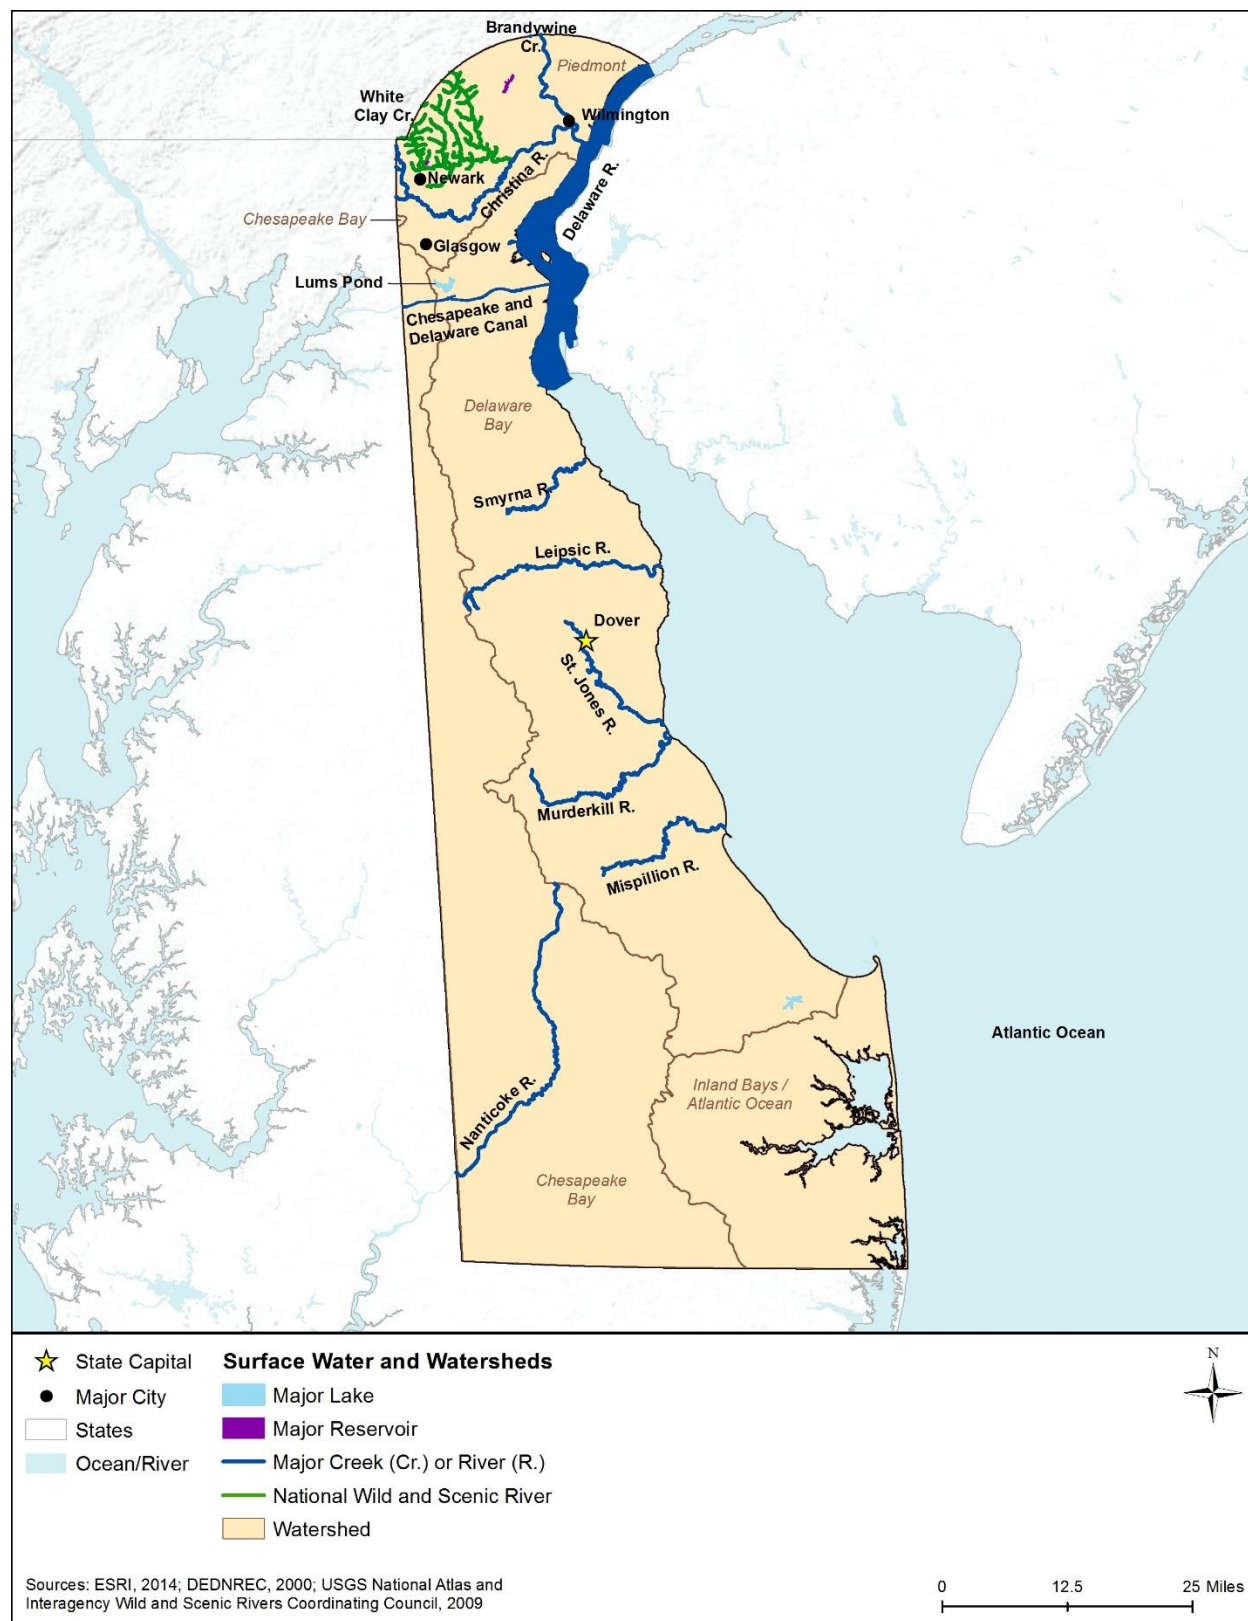 Brandywine
Cr.
Piedmont
White
Clay Cr.
Wilmington
Newark
Christina R.
Delaware R.
Chesapeake Bay
Glasgow
Lums Pond
Chesapeake and
Delaware Canal
Delaware
Bay
Smyrna R.
Leipsic R.
Dover
St. Jones R.
Murderkill R.
Mispillion R.
Atlantic Ocean
Nanticoke R.
Inland Bays /
Atlantic Ocean
Chesapeake
Bay
State Capital
Major City
States
Ocean/River
Surface Water and Watersheds
Major Lake
Major Reservoir
Major Creek (Cr.) or River (R.)
National Wild and Scenic River
Watershed
N
Sources: ESRI, 2014; DEDNREC, 2000; USGS National Atlas and
Interagency Wild and Scenic Rivers Coordinating Council, 2009
0 12.5 25 Miles